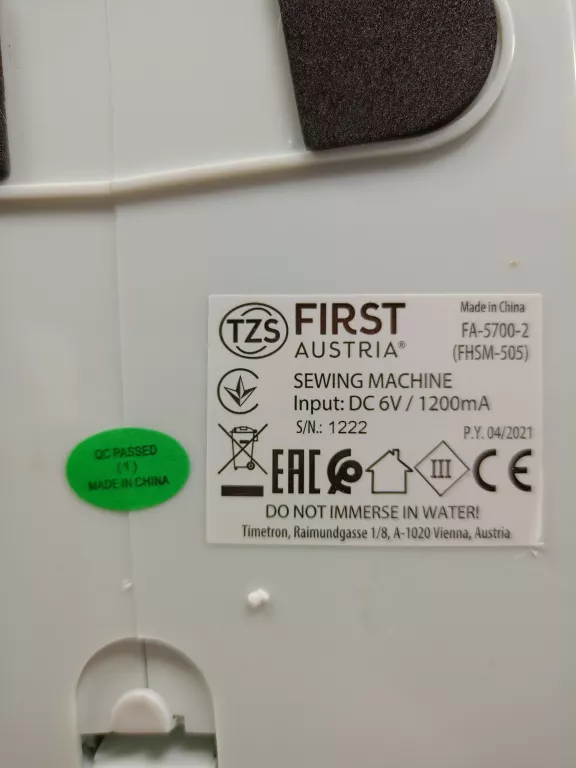 TZS
FIRST
AUSTRIA®
Made in China
FA-5700-2
(FHSM-505)
SEWING MACHINE
Input: DC 6V / 1200mA
S/N.: 1222
P.Y. 04/2021
EAC
III
CE
DO NOT IMMERSE IN WATER!
Timetron, Raimundgasse 1/8, A-1020 Vienna, Austria
QC PASSED
(1)
MADE IN CHINA